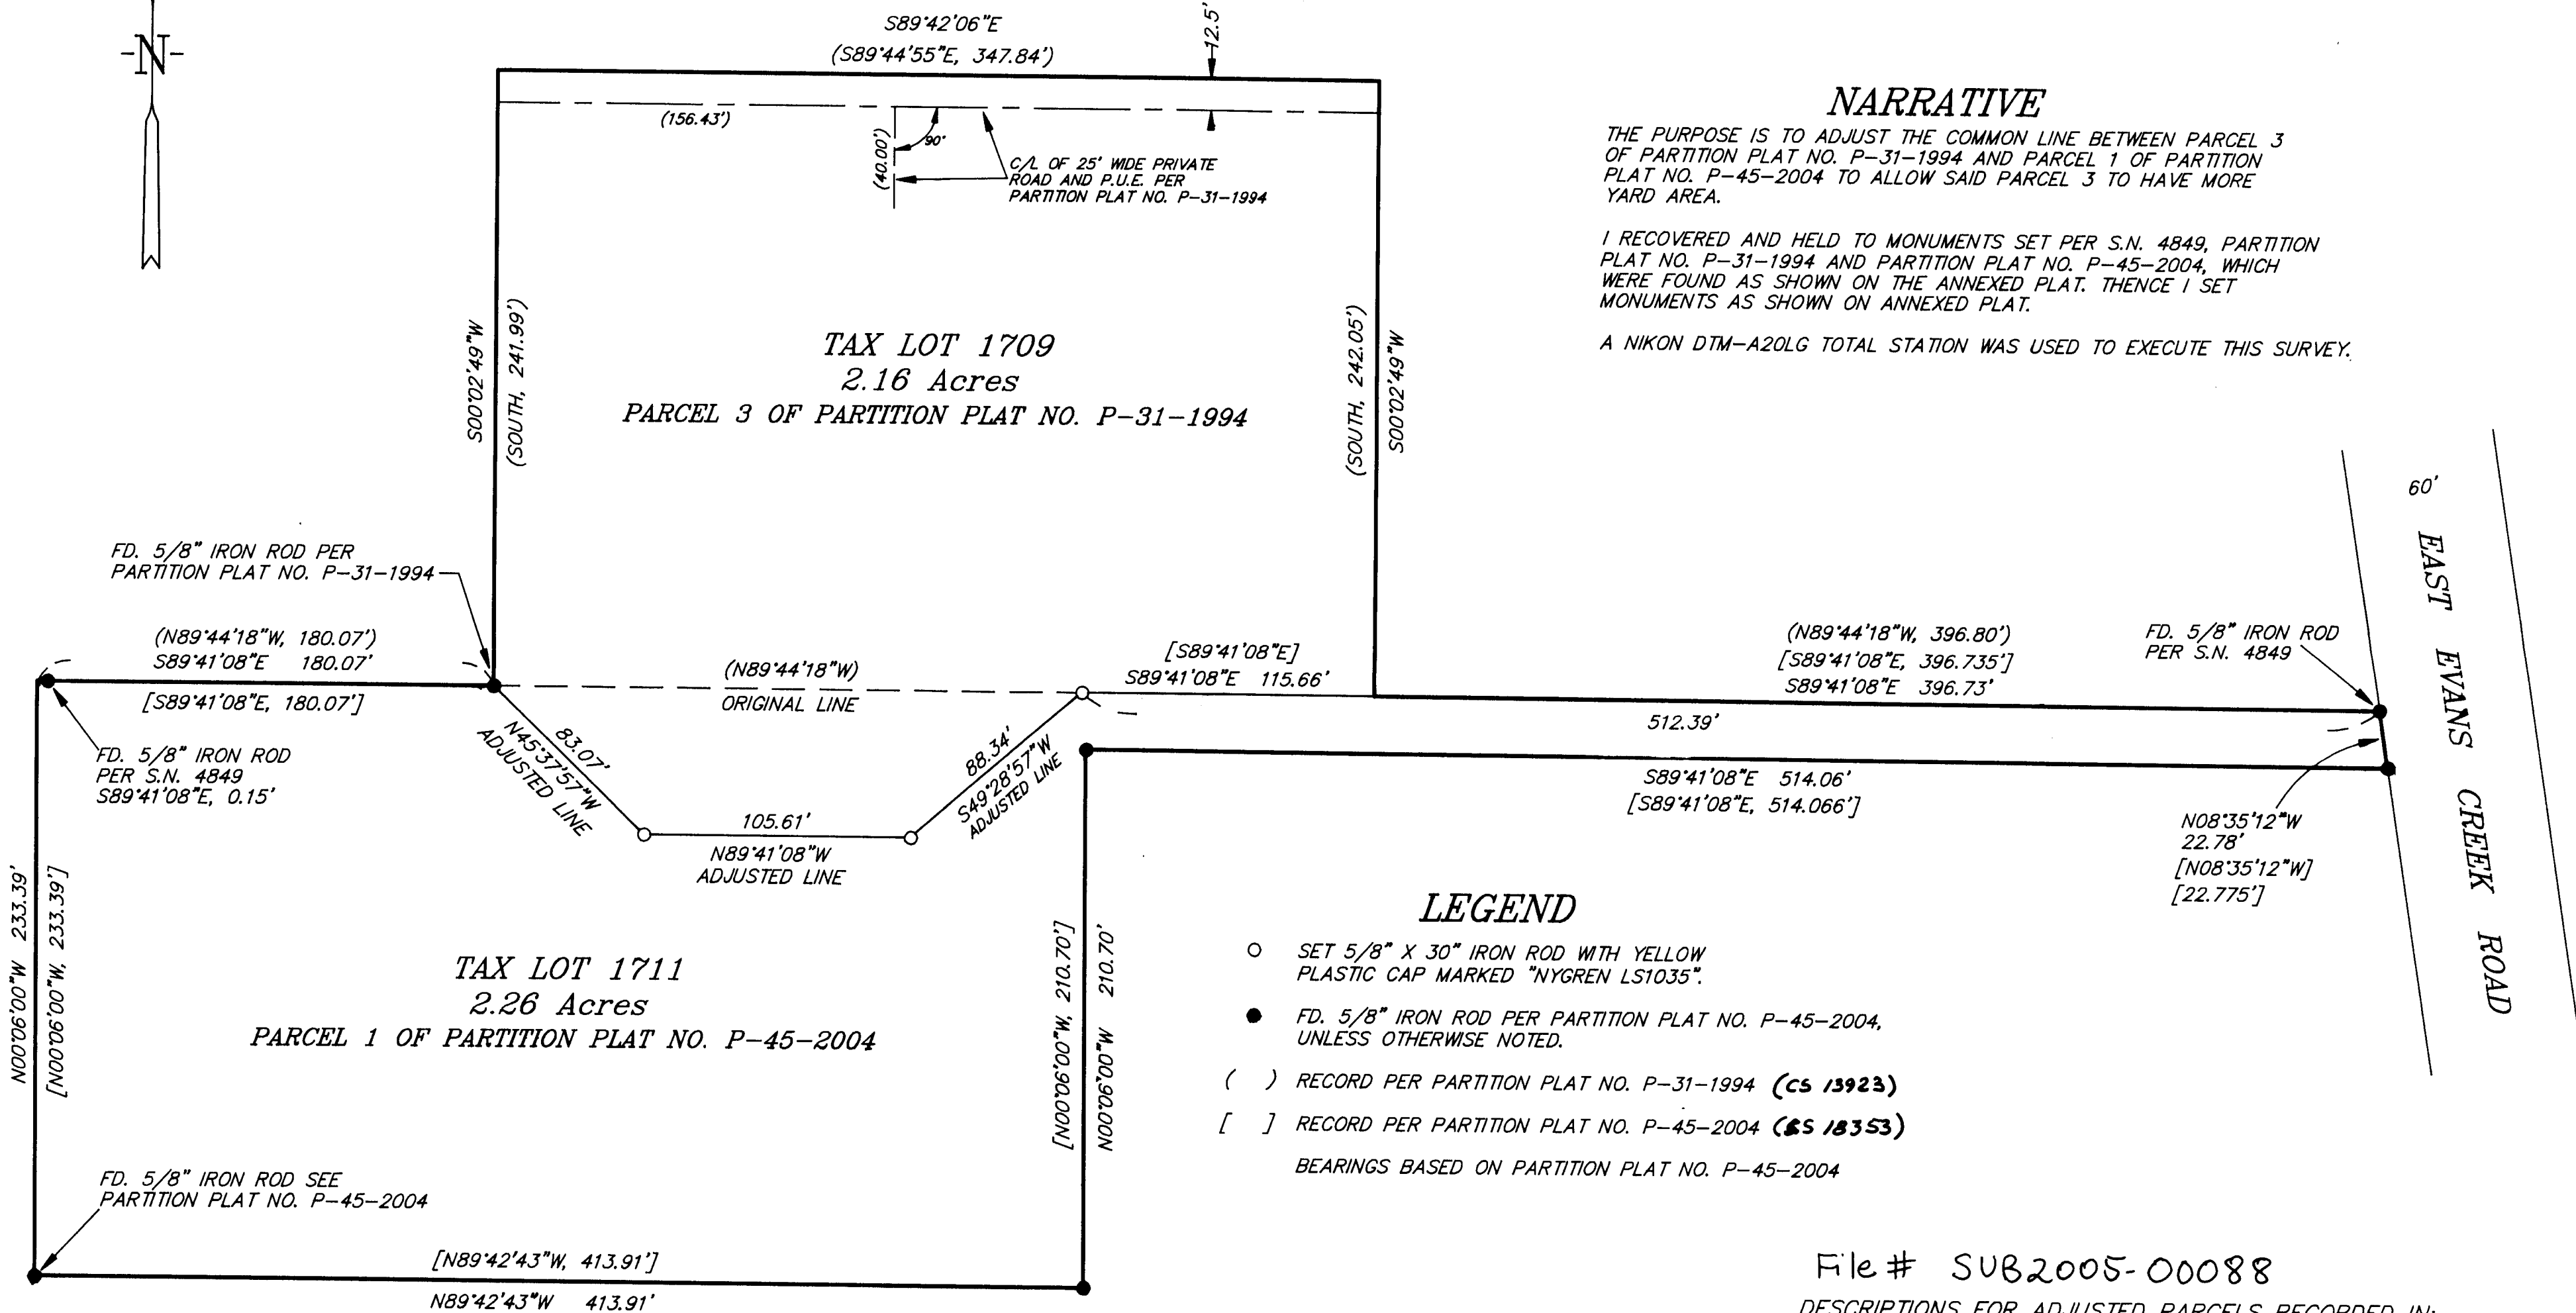 -N-
S89°42'06"E
(S89°44'55"E, 347.84')
12.5'
(156.43')
(40.00')
90°
C/L OF 25' WIDE PRIVATE
ROAD AND P.U.E. PER
PARTITION PLAT NO. P-31-1994
NARRATIVE
THE PURPOSE IS TO ADJUST THE COMMON LINE BETWEEN PARCEL 3
OF PARTITION PLAT NO. P-31-1994 AND PARCEL 1 OF PARTITION
PLAT NO. P-45-2004 TO ALLOW SAID PARCEL 3 TO HAVE MORE
YARD AREA.
I RECOVERED AND HELD TO MONUMENTS SET PER S.N. 4849, PARTITION
PLAT NO. P-31-1994 AND PARTITION PLAT NO. P-45-2004, WHICH
WERE FOUND AS SHOWN ON THE ANNEXED PLAT. THENCE I SET
MONUMENTS AS SHOWN ON ANNEXED PLAT.
A NIKON DTM-A20LG TOTAL STATION WAS USED TO EXECUTE THIS SURVEY.
S00°02'49"W
(SOUTH, 241.99')
TAX LOT 1709
2.16 Acres
PARCEL 3 OF PARTITION PLAT NO. P-31-1994
(SOUTH, 242.05')
S00°02'49"W
60'
EAST EVANS CREEK ROAD
FD. 5/8" IRON ROD PER
PARTITION PLAT NO. P-31-1994
(N89°44'18"W, 180.07')
S89°41'08"E 180.07'
[S89°41'08"E, 180.07']
(N89°44'18"W)
ORIGINAL LINE
[S89°41'08"E]
S89°41'08"E 115.66'
(N89°44'18"W, 396.80')
[S89°41'08"E, 396.735']
S89°41'08"E 396.73'
FD. 5/8" IRON ROD
PER S.N. 4849
512.39'
FD. 5/8" IRON ROD
PER S.N. 4849
S89°41'08"E, 0.15'
83.07'
N45°37'57"W
ADJUSTED LINE
105.61'
N89°41'08"W
ADJUSTED LINE
88.34'
S49°28'57"W
ADJUSTED LINE
S89°41'08"E 514.06'
[S89°41'08"E, 514.066']
N08°35'12"W
22.78'
[N08°35'12"W]
[22.775']
N00°06'00"W 233.39'
[N00°06'00"W, 233.39']
TAX LOT 1711
2.26 Acres
PARCEL 1 OF PARTITION PLAT NO. P-45-2004
[N00°06'00"W, 210.70']
N00°06'00"W 210.70'
LEGEND
SET 5/8" X 30" IRON ROD WITH YELLOW
PLASTIC CAP MARKED "NYGREN LS1035".
FD. 5/8" IRON ROD PER PARTITION PLAT NO. P-45-2004,
UNLESS OTHERWISE NOTED.
( ) RECORD PER PARTITION PLAT NO. P-31-1994 (CS 13923)
[ ] RECORD PER PARTITION PLAT NO. P-45-2004 (CS 18353)
BEARINGS BASED ON PARTITION PLAT NO. P-45-2004
FD. 5/8" IRON ROD SEE
PARTITION PLAT NO. P-45-2004
[N89°42'43"W, 413.91']
N89°42'43"W 413.91'
File # SUB2005-00088
DESCRIPTIONS FOR ADJUSTED PARCELS RECORDED IN: